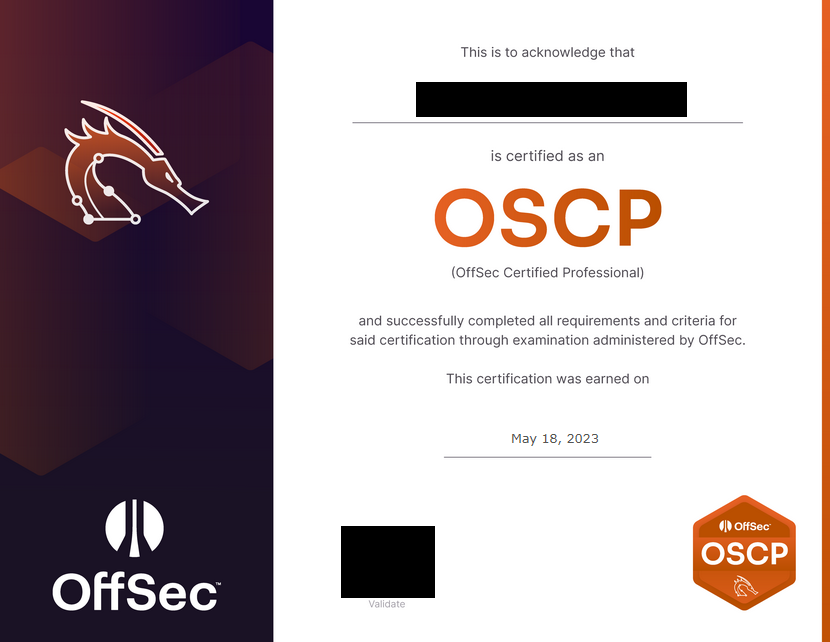 This is to acknowledge that
is certified as an
OSCP
(OffSec Certified Professional)
and successfully completed all requirements and criteria for
said certification through examination administered by OffSec.
This certification was earned on
May 18, 2023
OffSec™
Validate
OffSec™
OSCP